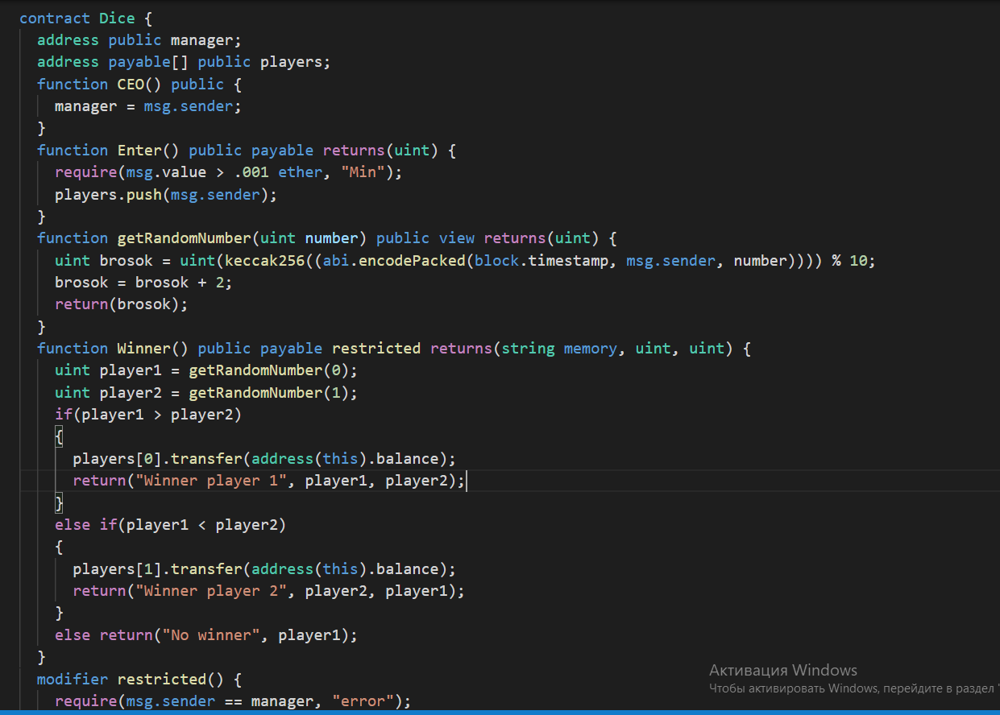 contract Dice {
address public manager;
address payable[] public players;
function CEO() public {
manager = msg.sender;
}
function Enter() public payable returns(uint) {
require(msg.value > .001 ether, "Min");
players.push(msg.sender);
}
function getRandomNumber(uint number) public view returns(uint) {
uint brosok = uint(keccak256((abi.encodePacked(block.timestamp, msg.sender, number)))) % 10;
brosok = brosok + 2;
return(brosok);
}
function Winner() public payable restricted returns(string memory, uint, uint) {
uint player1 = getRandomNumber(0);
uint player2 = getRandomNumber(1);
if(player1 > player2)
{
players[0].transfer(address(this).balance);
return("Winner player 1", player1, player2);
}
else if(player1 < player2)
{
players[1].transfer(address(this).balance);
return("Winner player 2", player2, player1);
}
else return("No winner", player1);
}
modifier restricted() {
require(msg.sender == manager, "error");
Активация Windows
Чтобы активировать Windows, перейдите в раздел "